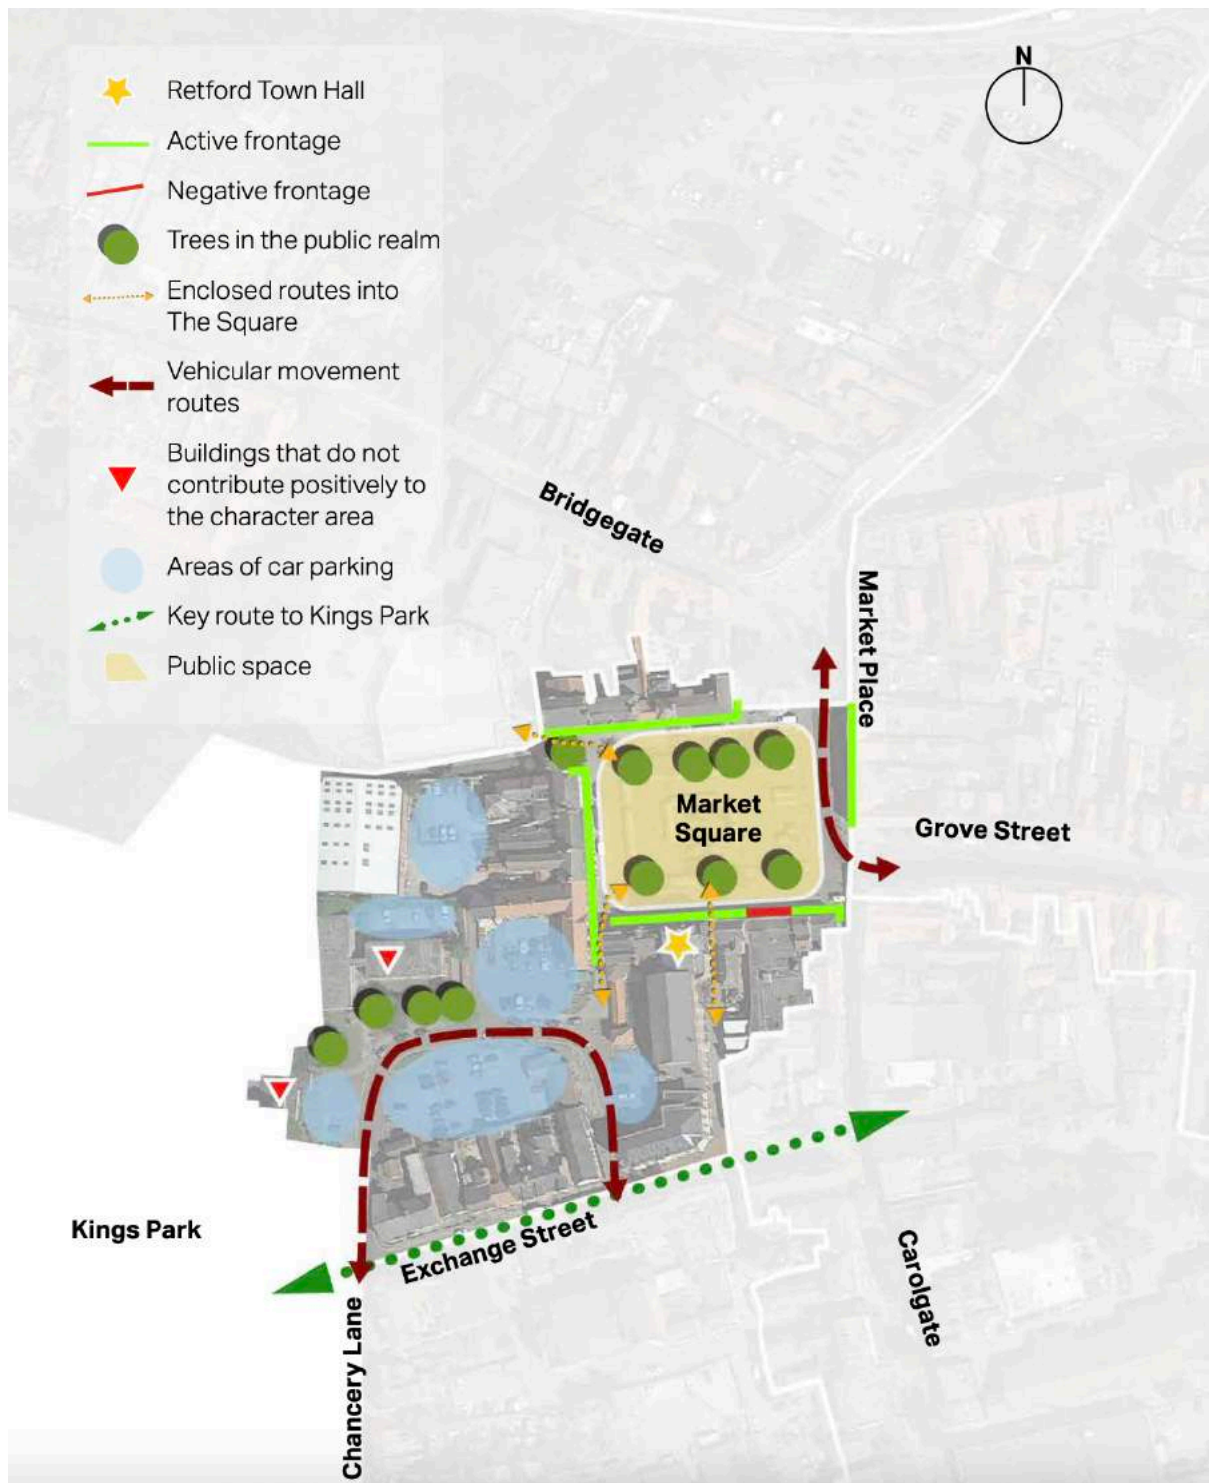 N
Retford Town Hall
Active frontage
Negative frontage
Trees in the public realm
Enclosed routes into
The Square
Vehicular movement
routes
Buildings that do not
contribute positively to
the character area
Areas of car parking
Key route to Kings Park
Public space
Bridgegate
Market Place
Market
Square
Grove Street
Kings Park
Exchange Street
Carolgate
Chancery Lane